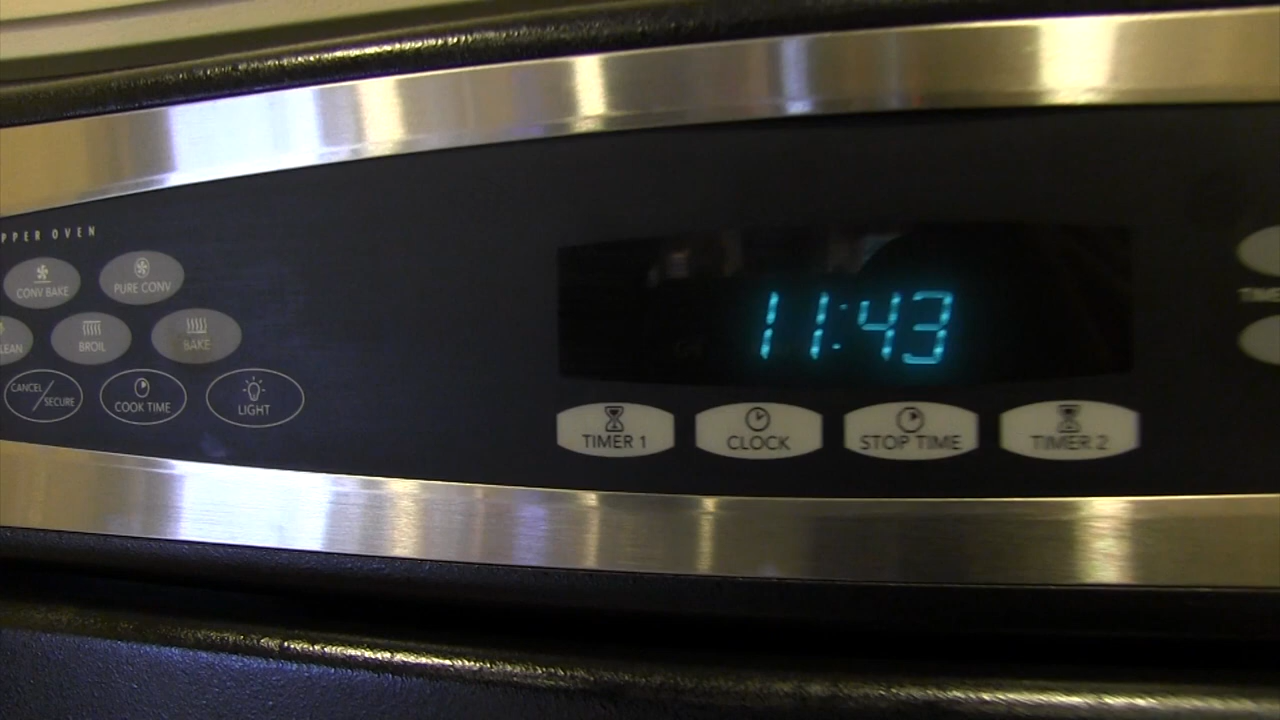 PPER OVEN
CONV BAKE
PURE CONV
LEAN
BROIL
BAKE
CANCEL/SECURE
COOK TIME
LIGHT
11:43
TIMER 1
CLOCK
STOP TIME
TIMER 2